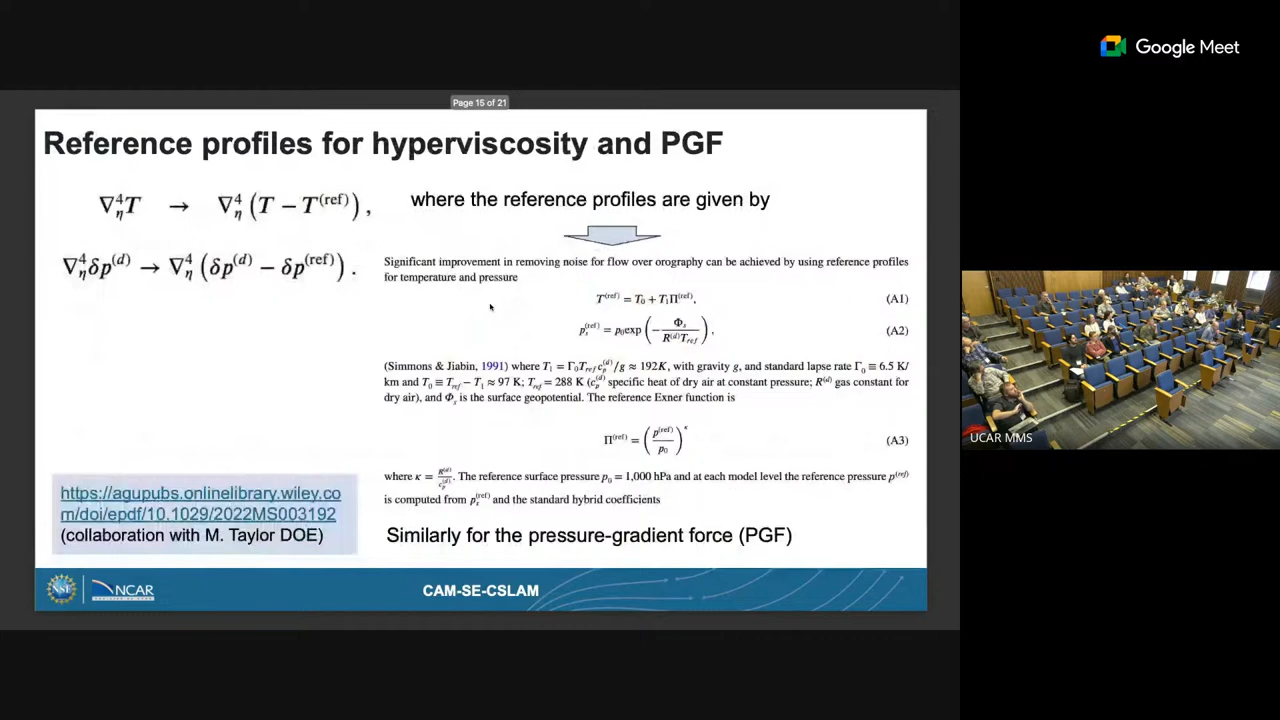 Google Meet
Page 15 of 21
Reference profiles for hyperviscosity and PGF
∇⁴_η T → ∇⁴_η (T − T^(ref)),
where the reference profiles are given by
∇⁴_η δp^(d) → ∇⁴_η (δp^(d) − δp^(ref)).
Significant improvement in removing noise for flow over orography can be achieved by using reference profiles
for temperature and pressure
T^(ref) = T₀ + T₁Π^(ref), (A1)
p_s^(ref) = p₀exp(−Φ_s / R^(d)T_ref), (A2)
(Simmons & Jiabin, 1991) where T₁ = Γ₀T_ref c_p^(d)/g ≈ 192K, with gravity g, and standard lapse rate Γ₀ ≡ 6.5 K/
km and T₀ ≡ T_ref − T₁ ≈ 97 K; T_ref = 288 K (c_p^(d) specific heat of dry air at constant pressure; R^(d) gas constant for
dry air), and Φ_s is the surface geopotential. The reference Exner function is
Π^(ref) = (p^(ref) / p₀)^κ (A3)
where κ = R^(d)/c_p^(d). The reference surface pressure p₀ = 1,000 hPa and at each model level the reference pressure p^(ref)
is computed from p_s^(ref) and the standard hybrid coefficients
https://agupubs.onlinelibrary.wiley.co
m/doi/epdf/10.1029/2022MS003192
(collaboration with M. Taylor DOE)
Similarly for the pressure-gradient force (PGF)
NSF
NCAR
CAM-SE-CSLAM
UCAR MMS